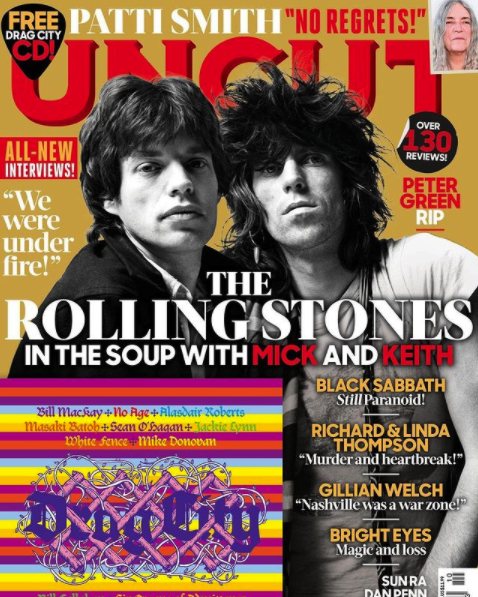 FREE
DRAG CITY
CD!
PATTI SMITH "NO REGRETS!"
UNCUT
ALL-NEW
INTERVIEWS!
OVER
130
REVIEWS!
PETER
GREEN
RIP
"We
were
under
fire!"
THE
ROLLING STONES
IN THE SOUP WITH MICK AND KEITH
Bill MacKay + No Age + Alasdair Roberts
Masaki Batoh + Sean O'Hagan + Jackie Lynn
White Fence + Mike Donovan
Drag City
BLACK SABBATH
Still Paranoid!
RICHARD & LINDA
THOMPSON
"Murder and heartbreak!"
GILLIAN WELCH
"Nashville was a war zone!"
BRIGHT EYES
Magic and loss
SUN RA
DAN PENN
10